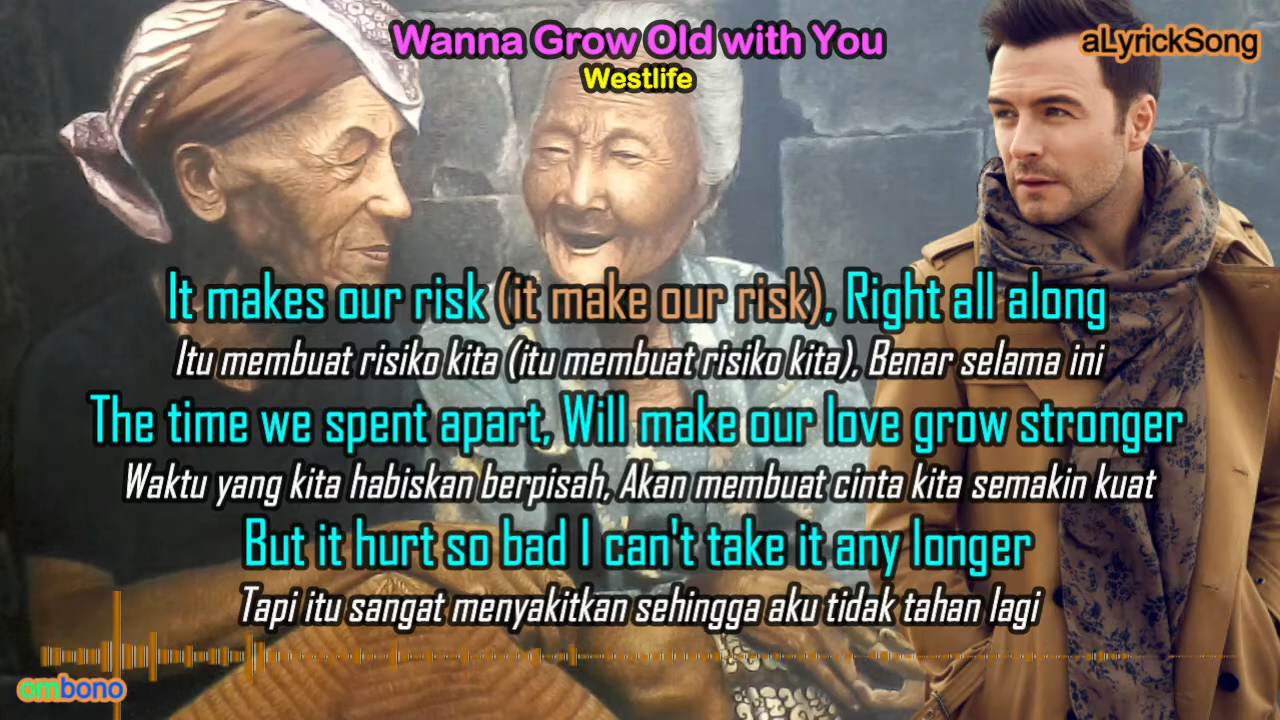 Wanna Grow Old with You
aLyrickSong
Westlife
It makes our risk (it make our risk), Right all along
Itu membuat risiko kita (itu membuat risiko kita), Benar selama ini
The time we spent apart, Will make our love grow stronger
Waktu yang kita habiskan berpisah, Akan membuat cinta kita semakin kuat
But it hurt so bad I can't take it any longer
Tapi itu sangat menyakitkan sehingga aku tidak tahan lagi
ombono